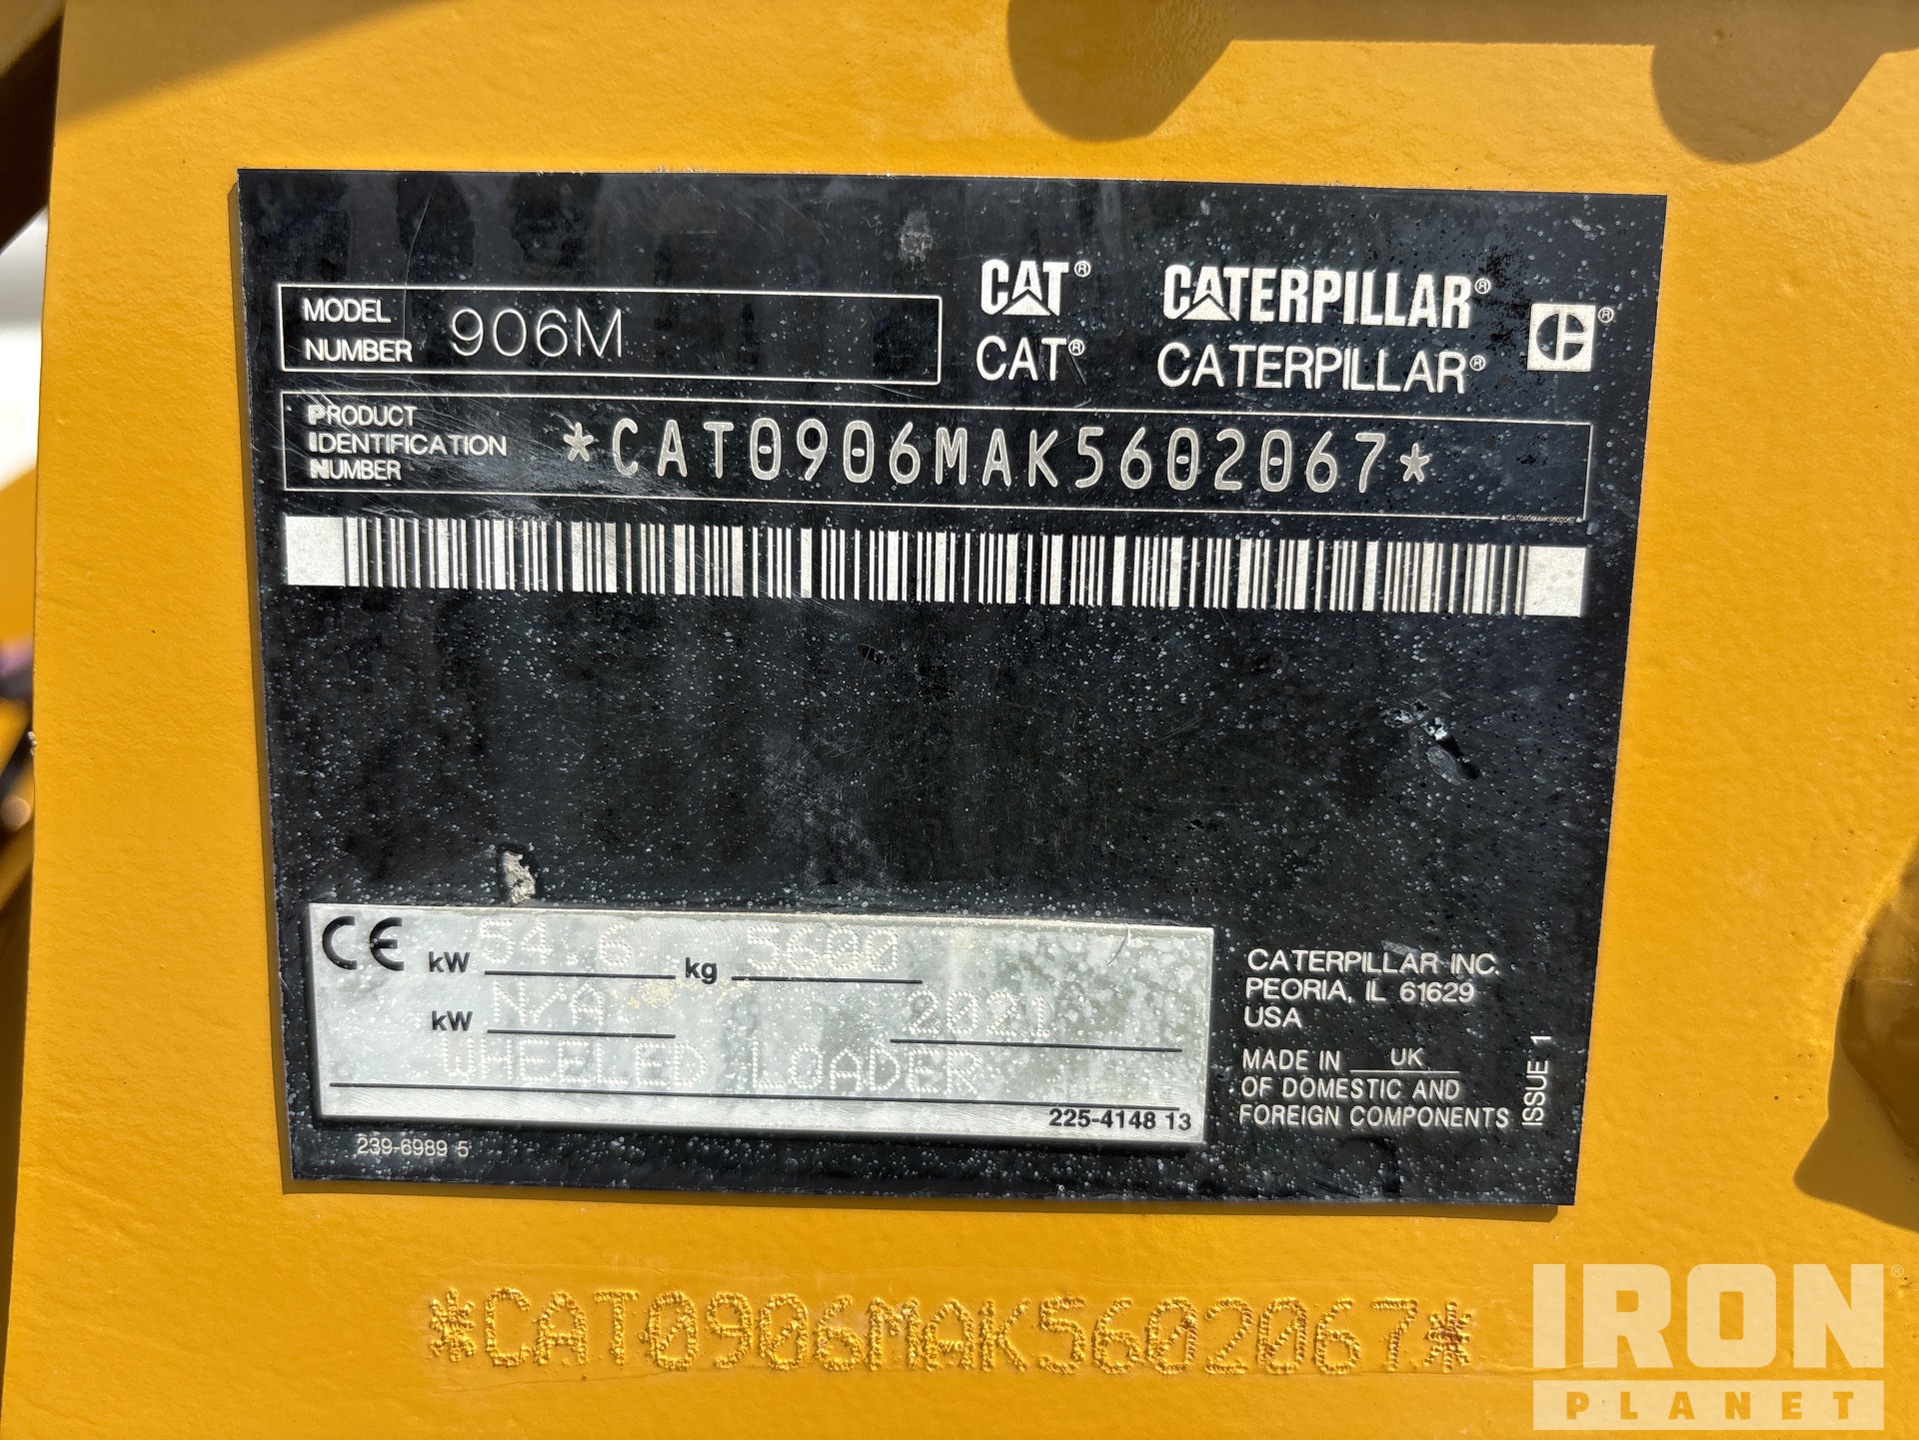 CAT® CATERPILLAR®
CAT® CATERPILLAR®
MODEL
NUMBER 906M
PRODUCT
IDENTIFICATION
NUMBER
*CAT0906MAK5602067*
*CAT0906MAK5602067*
CE kW 54.6 kg 5600
kW N/A 2021
WHEELED LOADER
225-4148 13
239-6989 5
CATERPILLAR INC.
PEORIA, IL 61629
USA
MADE IN UK
OF DOMESTIC AND
FOREIGN COMPONENTS
ISSUE 1
*CAT0906MAK5602067*
IRON®
PLANET